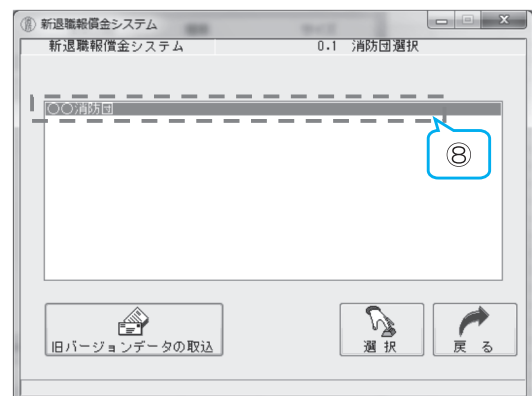 新退職報償金システム
新退職報償金システム 0.1 消防団選択
○○消防団
⑧
旧バージョンデータの取込
選択
戻る